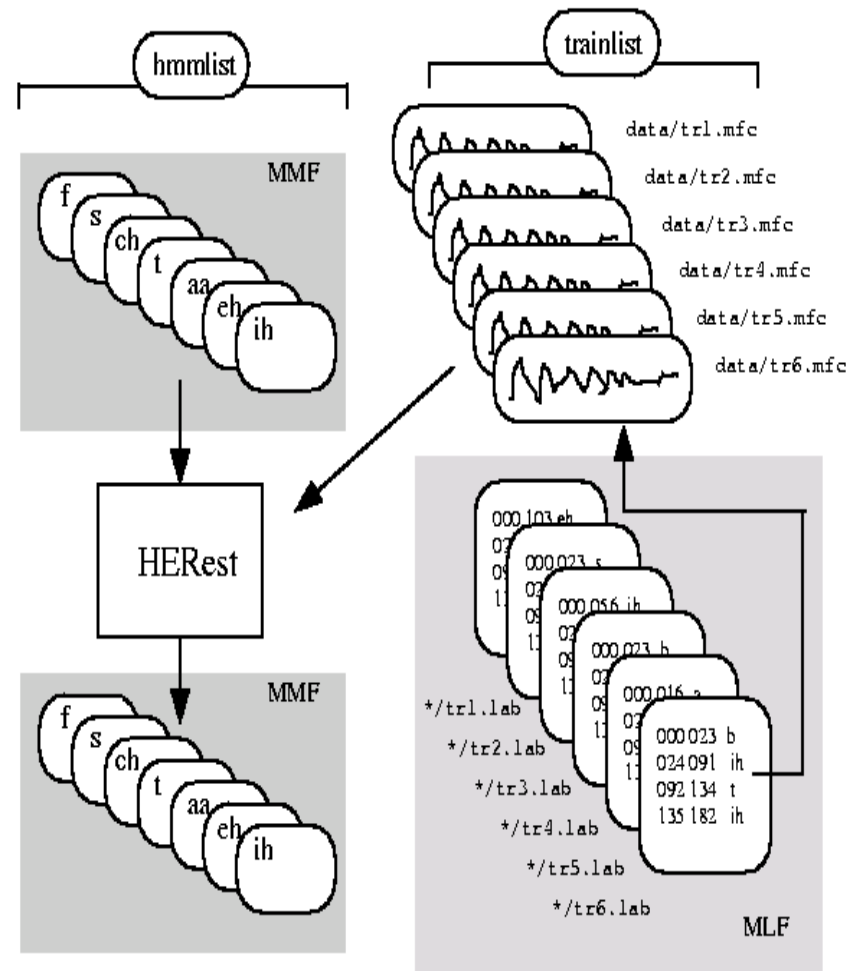 hmmlist
trainlist
MMF
f
s
ch
t
aa
eh
ih
data/tr1.mfc
data/tr2.mfc
data/tr3.mfc
data/tr4.mfc
data/tr5.mfc
data/tr6.mfc
HERest
MMF
f
s
ch
t
aa
eh
ih
000 103 eh
000 023 s
000 056 ih
000 023 b
000 016
000 023 b
024 091 ih
092 134 t
135 182 ih
*/tr1.lab
*/tr2.lab
*/tr3.lab
*/tr4.lab
*/tr5.lab
*/tr6.lab
MLF